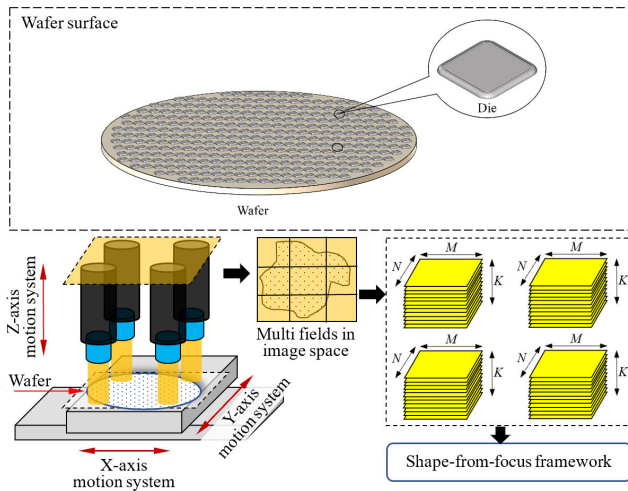 Wafer surface
Die
Wafer
Z-axis
motion system
Wafer
X-axis
motion system
Y-axis
motion system
Multi fields in
image space
M
N
K
M
N
K
M
N
K
M
N
K
Shape-from-focus framework